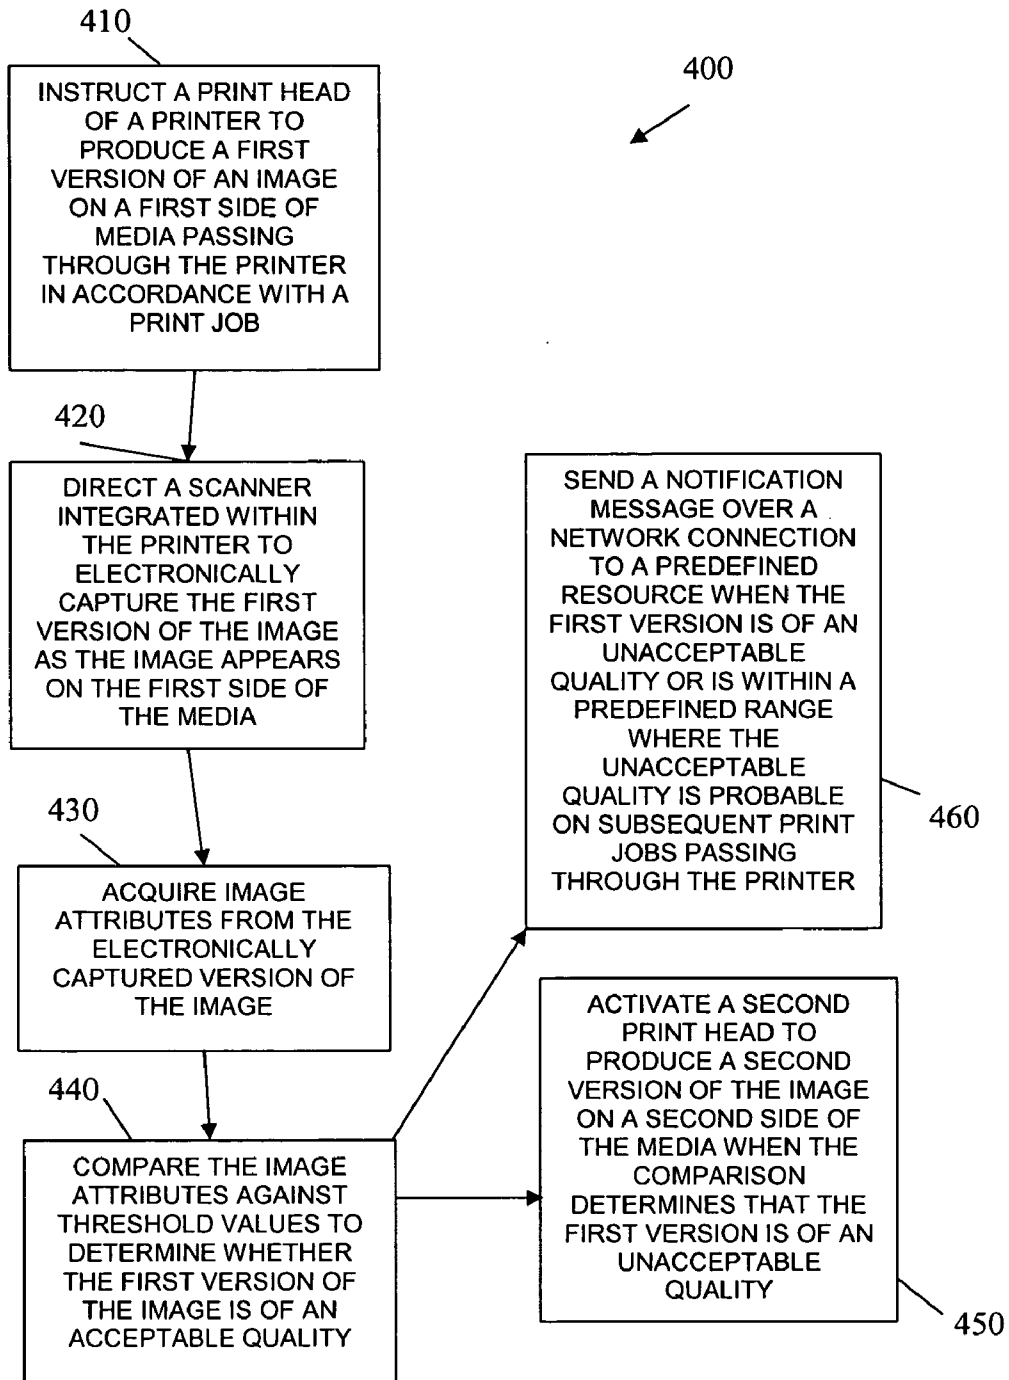 410
400
INSTRUCT A PRINT HEAD
OF A PRINTER TO
PRODUCE A FIRST
VERSION OF AN IMAGE
ON A FIRST SIDE OF
MEDIA PASSING
THROUGH THE PRINTER
IN ACCORDANCE WITH A
PRINT JOB
420
DIRECT A SCANNER
INTEGRATED WITHIN
THE PRINTER TO
ELECTRONICALLY
CAPTURE THE FIRST
VERSION OF THE IMAGE
AS THE IMAGE APPEARS
ON THE FIRST SIDE OF
THE MEDIA
430
ACQUIRE IMAGE
ATTRIBUTES FROM THE
ELECTRONICALLY
CAPTURED VERSION OF
THE IMAGE
440
COMPARE THE IMAGE
ATTRIBUTES AGAINST
THRESHOLD VALUES TO
DETERMINE WHETHER
THE FIRST VERSION OF
THE IMAGE IS OF AN
ACCEPTABLE QUALITY
SEND A NOTIFICATION
MESSAGE OVER A
NETWORK CONNECTION
TO A PREDEFINED
RESOURCE WHEN THE
FIRST VERSION IS OF AN
UNACCEPTABLE
QUALITY OR IS WITHIN A
PREDEFINED RANGE
WHERE THE
UNACCEPTABLE
QUALITY IS PROBABLE
ON SUBSEQUENT PRINT
JOBS PASSING
THROUGH THE PRINTER
460
ACTIVATE A SECOND
PRINT HEAD TO
PRODUCE A SECOND
VERSION OF THE IMAGE
ON A SECOND SIDE OF
THE MEDIA WHEN THE
COMPARISON
DETERMINES THAT THE
FIRST VERSION IS OF AN
UNACCEPTABLE
QUALITY
450